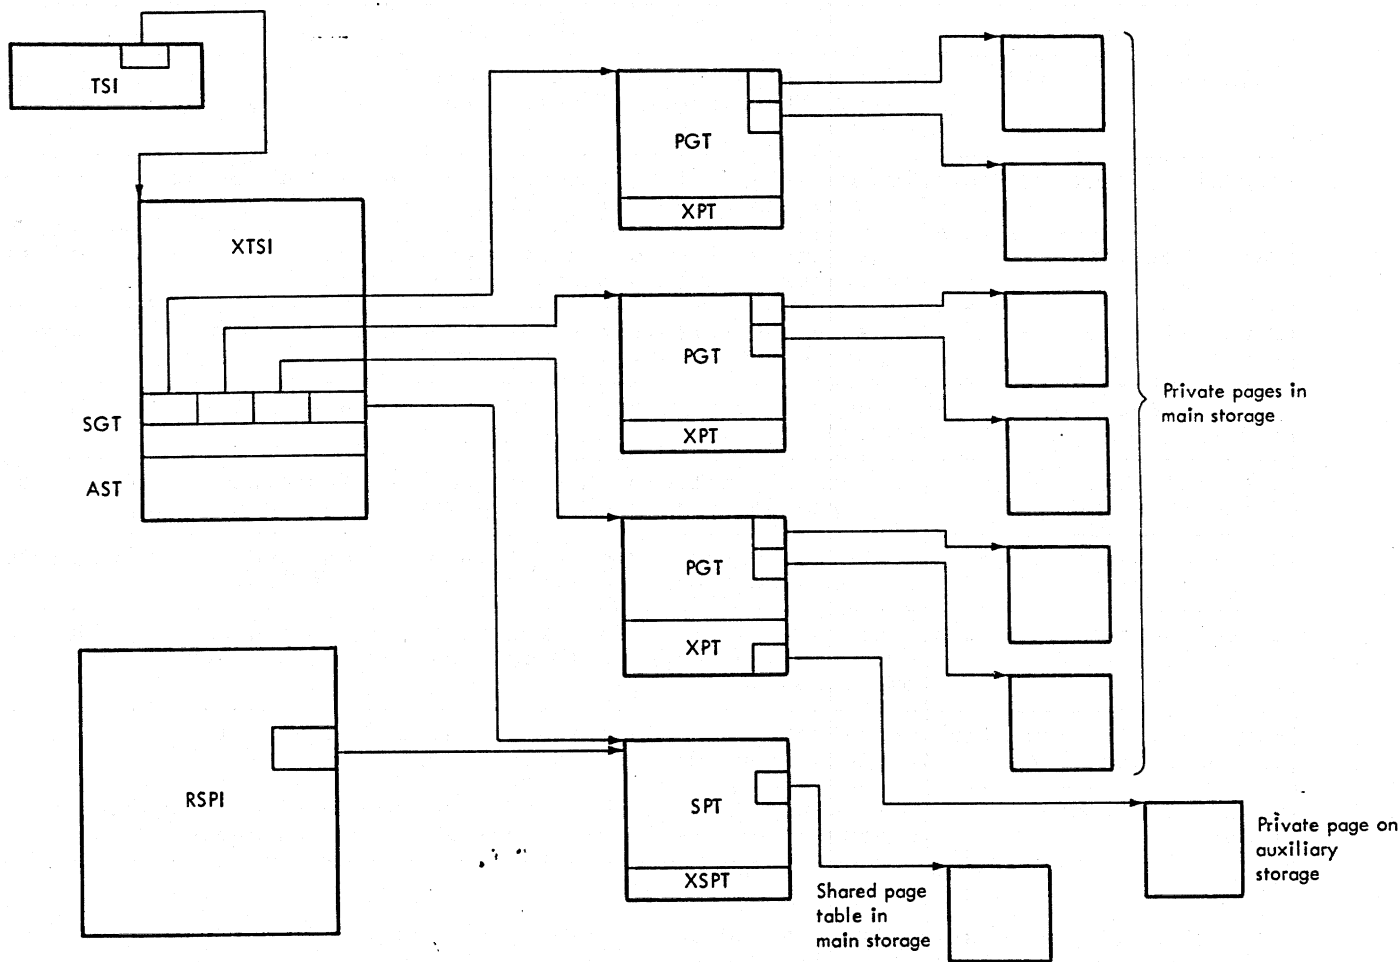 TSI
XTSI
SGT
AST
RSPI
PGT
XPT
PGT
XPT
PGT
XPT
SPT
XSPT
Private pages in
main storage
Private page on
auxiliary
storage
Shared page
table in
main storage